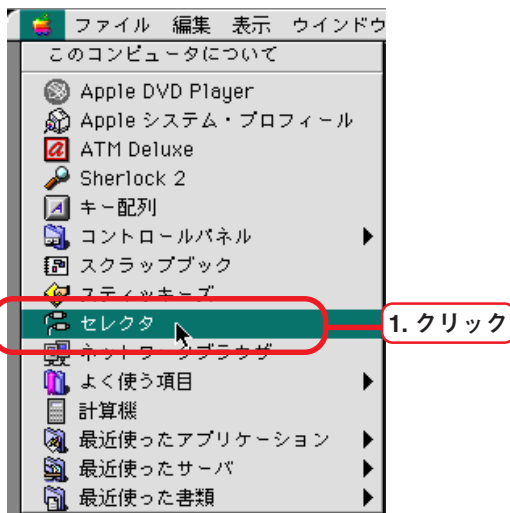 ファイル 編集 表示 ウインドウ
このコンピュータについて
Apple DVD Player
Apple システム・プロフィール
ATM Deluxe
Sherlock 2
キー配列
コントロールパネル
スクラップブック
スティッキーズ
セレクタ
1. クリック
ネットワークブラウザ
よく使う項目
計算機
最近使ったアプリケーション
最近使ったサーバ
最近使った書類